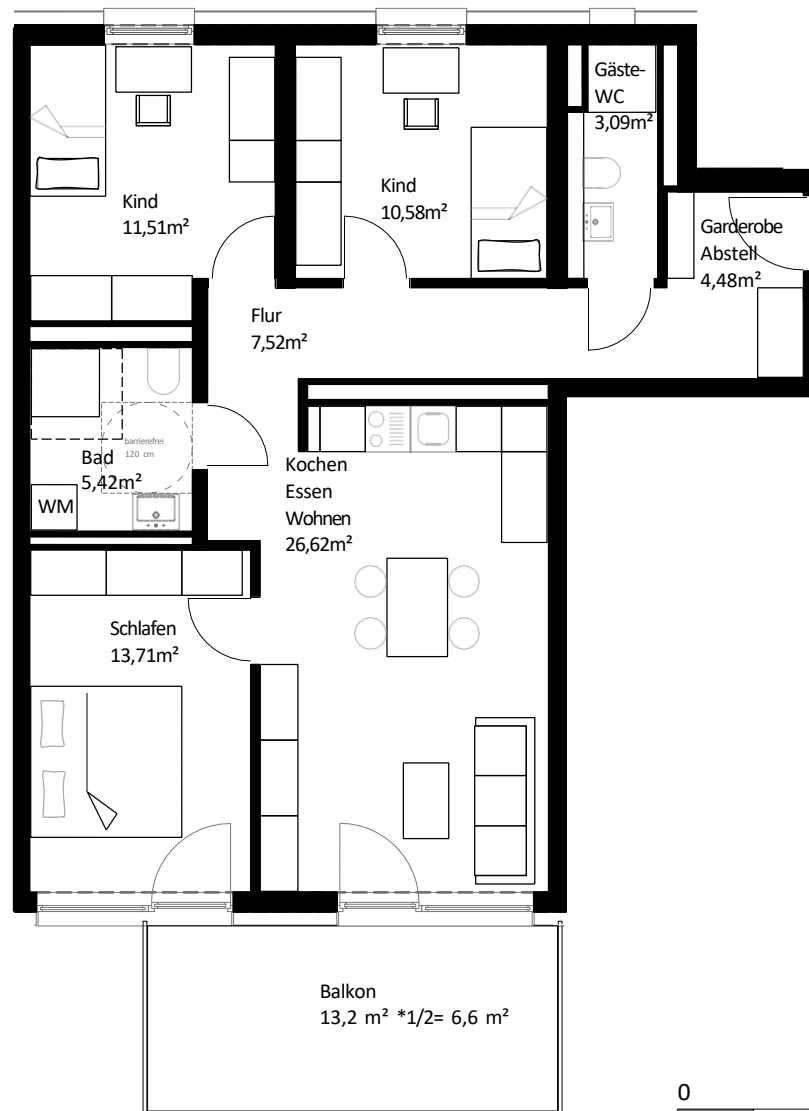 Gäste-
WC
3,09m²
Kind
11,51m²
Kind
10,58m²
Garderobe
Abstell
4,48m²
Flur
7,52m²
barrierefrei
120 cm
Bad
5,42m²
WM
Kochen
Essen
Wohnen
26,62m²
Schlafen
13,71m²
Balkon
13,2 m² *1/2= 6,6 m²
0